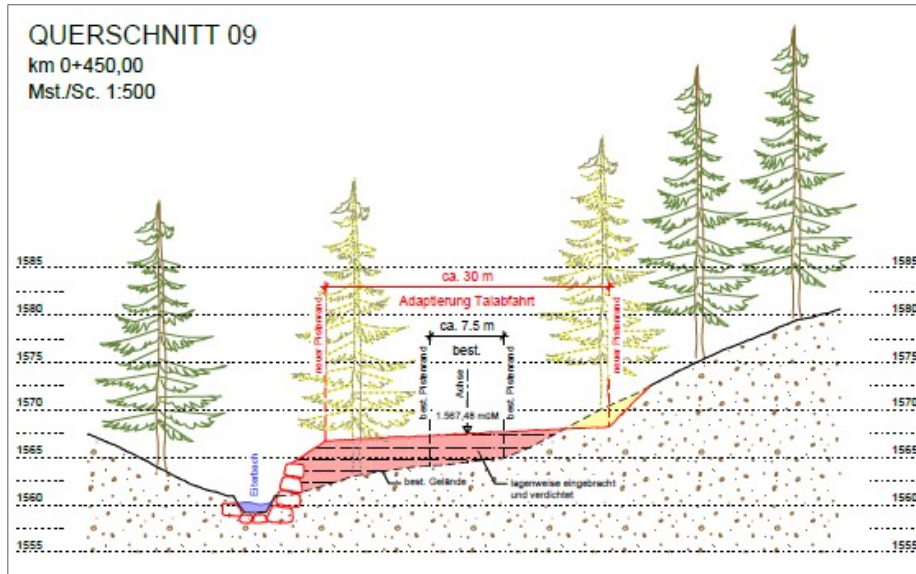 QUERSCHNITT 09
km 0+450,00
Mst./Sc. 1:500
1585
1585
ca. 30 m
Adaptierung Talabfahrt
1580
1580
neuer Pistenrand
neuer Pistenrand
ca. 7.5 m
best.
1575
1575
best. Pistenrand
Achse
best. Pistenrand
1570
1570
1.567,48 müM
1565
1565
Eiterbach
best. Gelände
lagenweise eingebracht
und verdichtet
1560
1560
1555
1555